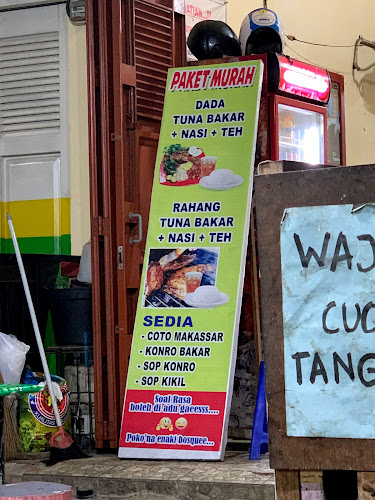 PAKET MURAH
DADA
TUNA BAKAR
+ NASI + TEH
RAHANG
TUNA BAKAR
+ NASI + TEH
SEDIA
- COTO MAKASSAR
- KONRO BAKAR
- SOP KONRO
- SOP KIKIL
Soal Rasa
boleh di adu gaeesss....
Poko'na enaki bosquee...
WAJ
CUC
TANG